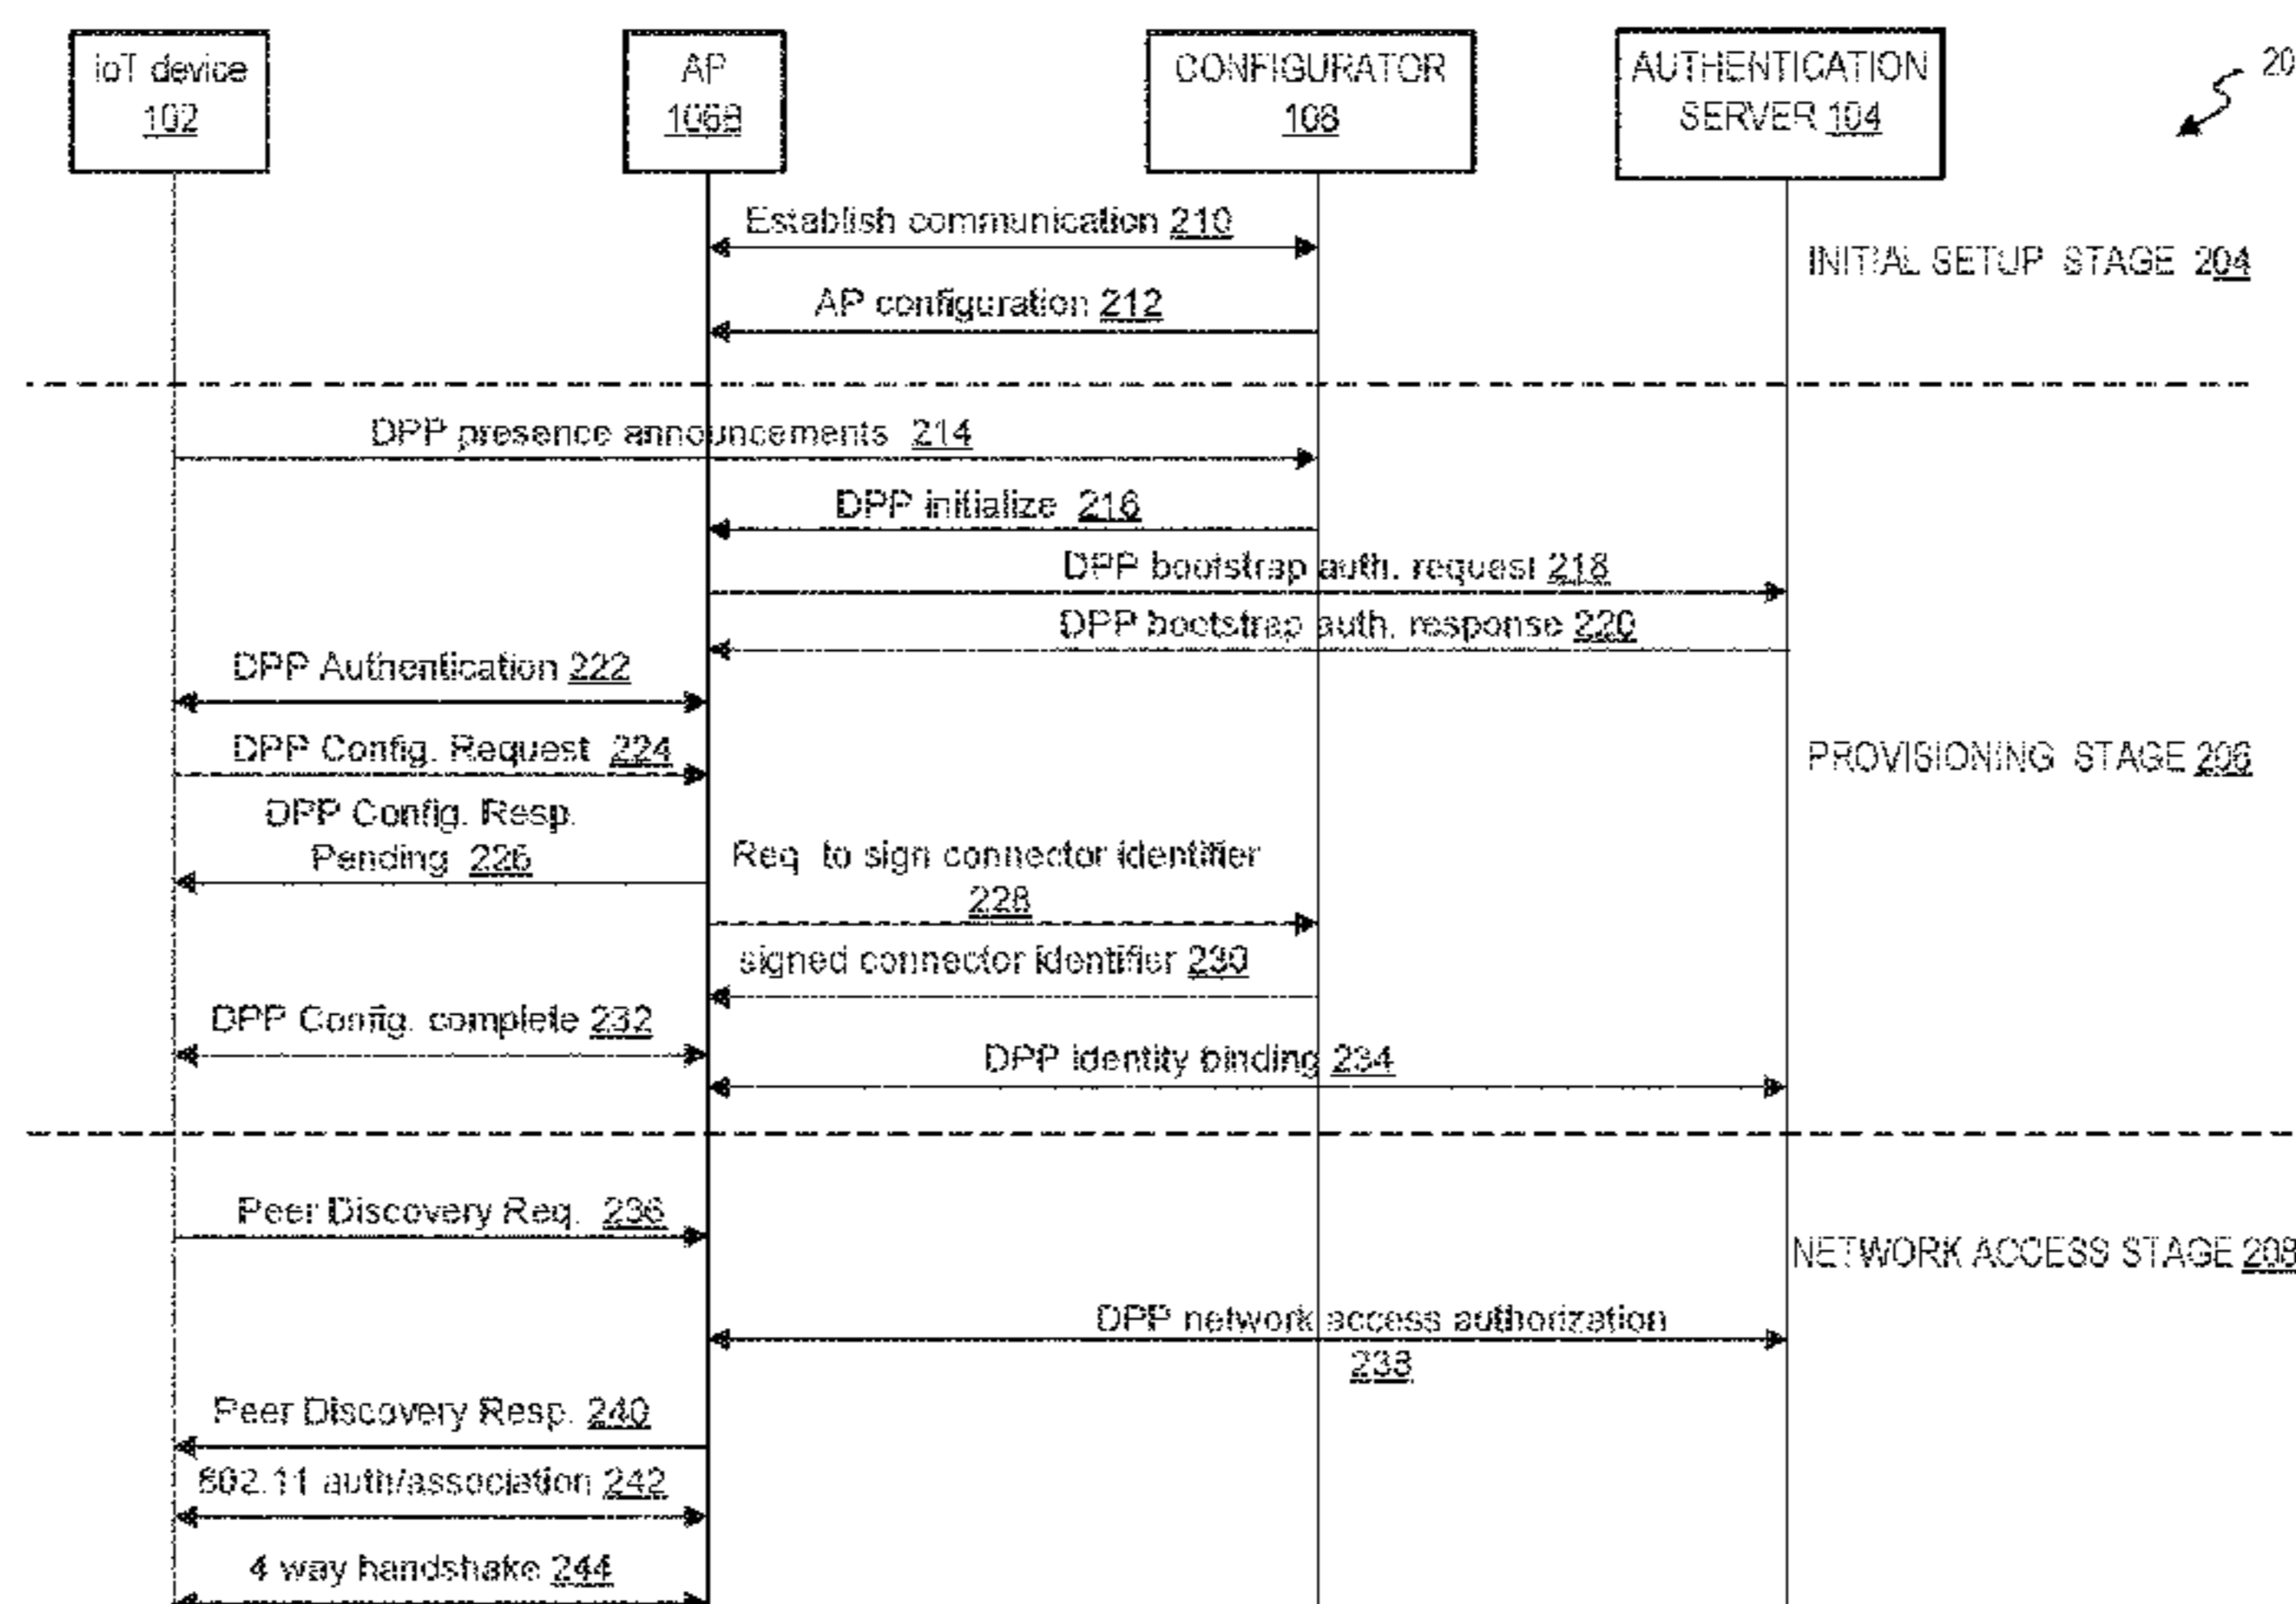 IoT device
102
AP
106B
CONFIGURATOR
108
AUTHENTICATION
SERVER 104
20
Establish communication 210
INITIAL SETUP STAGE 204
AP configuration 212
DPP presence announcements 214
DPP initialize 216
DPP bootstrap auth. request 218
DPP bootstrap auth. response 220
DPP Authentication 222
DPP Config. Request 224
PROVISIONING STAGE 206
DPP Config. Resp.
Pending 226
Req to sign connector identifier
228
signed connector identifier 230
DPP Config. complete 232
DPP identity binding 234
Peer Discovery Req. 236
NETWORK ACCESS STAGE 208
DPP network access authorization
238
Peer Discovery Resp. 240
802.11 auth/association 242
4 way handshake 244